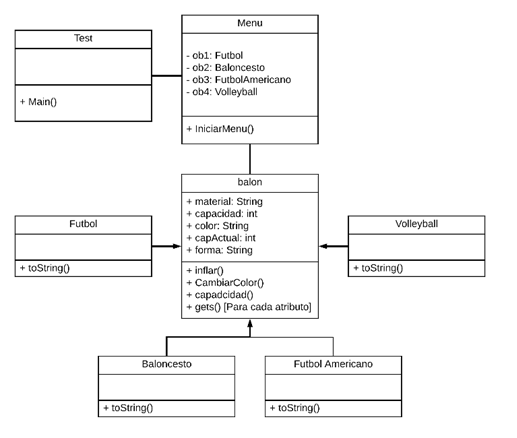 Menu
Test
- ob1: Futbol
- ob2: Baloncesto
- ob3: FutbolAmericano
- ob4: Volleyball
+ Main()
+ IniciarMenu()
balon
+ material: String
+ capacidad: int
+ color: String
+ capActual: int
+ forma: String
Futbol
Volleyball
+ toString()
+ inflar()
+ CambiarColor()
+ capadcidad()
+ gets() [Para cada atributo]
+ toString()
Baloncesto
Futbol Americano
+ toString()
+ toString()